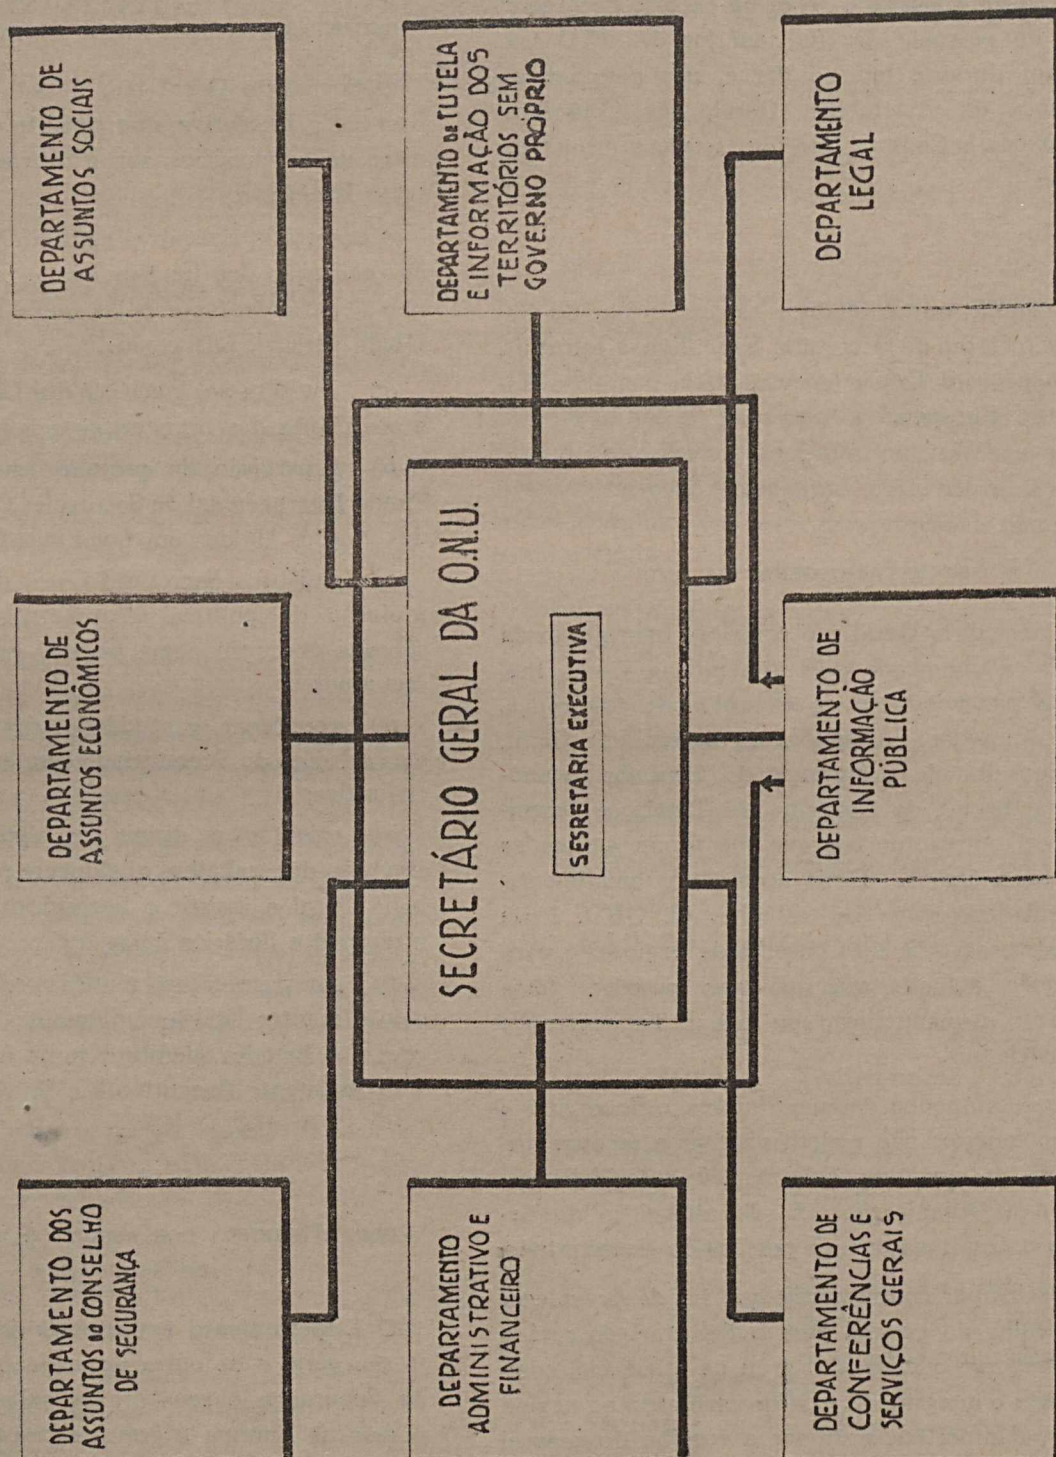 DEPARTAMENTO DOS
ASSUNTOS DO CONSELHO
DE SEGURANÇA
DEPARTAMENTO DE
ASSUNTOS ECONÔMICOS
DEPARTAMENTO DE
ASSUNTOS SOCIAIS
DEPARTAMENTO
ADMINISTRATIVO E
FINANCEIRO
SECRETÁRIO GERAL DA O.N.U.
SESRETARIA EXECUTIVA
DEPARTAMENTO DE TUTELA
E INFORMAÇÃO DOS
TERRITÓRIOS SEM
GOVERNO PRÓPRIO
DEPARTAMENTO DE
CONFERÊNCIAS E
SERVIÇOS GERAIS
DEPARTAMENTO DE
INFORMAÇÃO
PÚBLICA
DEPARTAMENTO
LEGAL